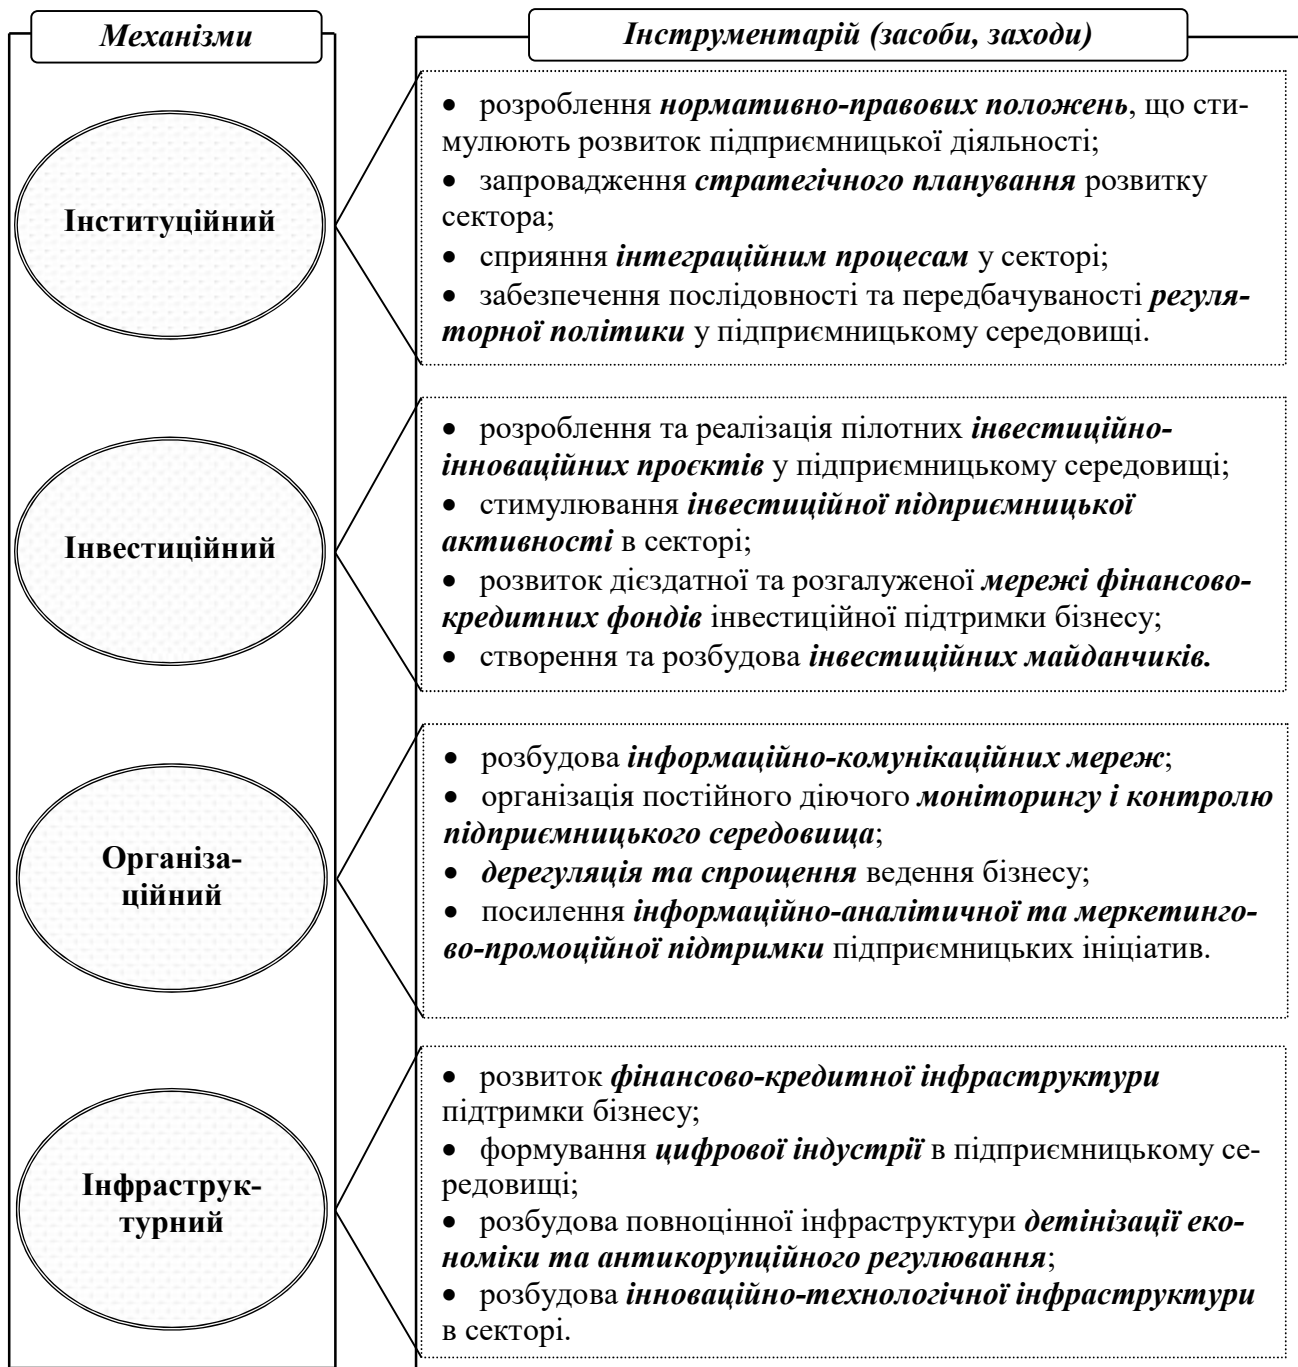 Механізми
Інструментарій (засоби, заходи)
Інституційний
• розроблення нормативно-правових положень, що сти-
мулюють розвиток підприємницької діяльності;
• запровадження стратегічного планування розвитку
сектора;
• сприяння інтеграційним процесам у секторі;
• забезпечення послідовності та передбачуваності регуля-
торної політики у підприємницькому середовищі.
Інвестиційний
• розроблення та реалізація пілотних інвестиційно-
інноваційних проєктів у підприємницькому середовищі;
• стимулювання інвестиційної підприємницької
активності в секторі;
• розвиток дієздатної та розгалуженої мережі фінансово-
кредитних фондів інвестиційної підтримки бізнесу;
• створення та розбудова інвестиційних майданчиків.
Організа-
ційний
• розбудова інформаційно-комунікаційних мереж;
• організація постійного діючого моніторингу і контролю
підприємницького середовища;
• дерегуляція та спрощення ведення бізнесу;
• посилення інформаційно-аналітичної та меркетинго-
во-промоційної підтримки підприємницьких ініціатив.
Інфраструк-
турний
• розвиток фінансово-кредитної інфраструктури
підтримки бізнесу;
• формування цифрової індустрії в підприємницькому се-
редовищі;
• розбудова повноцінної інфраструктури детінізації еко-
номіки та антикорупційного регулювання;
• розбудова інноваційно-технологічної інфраструктури
в секторі.